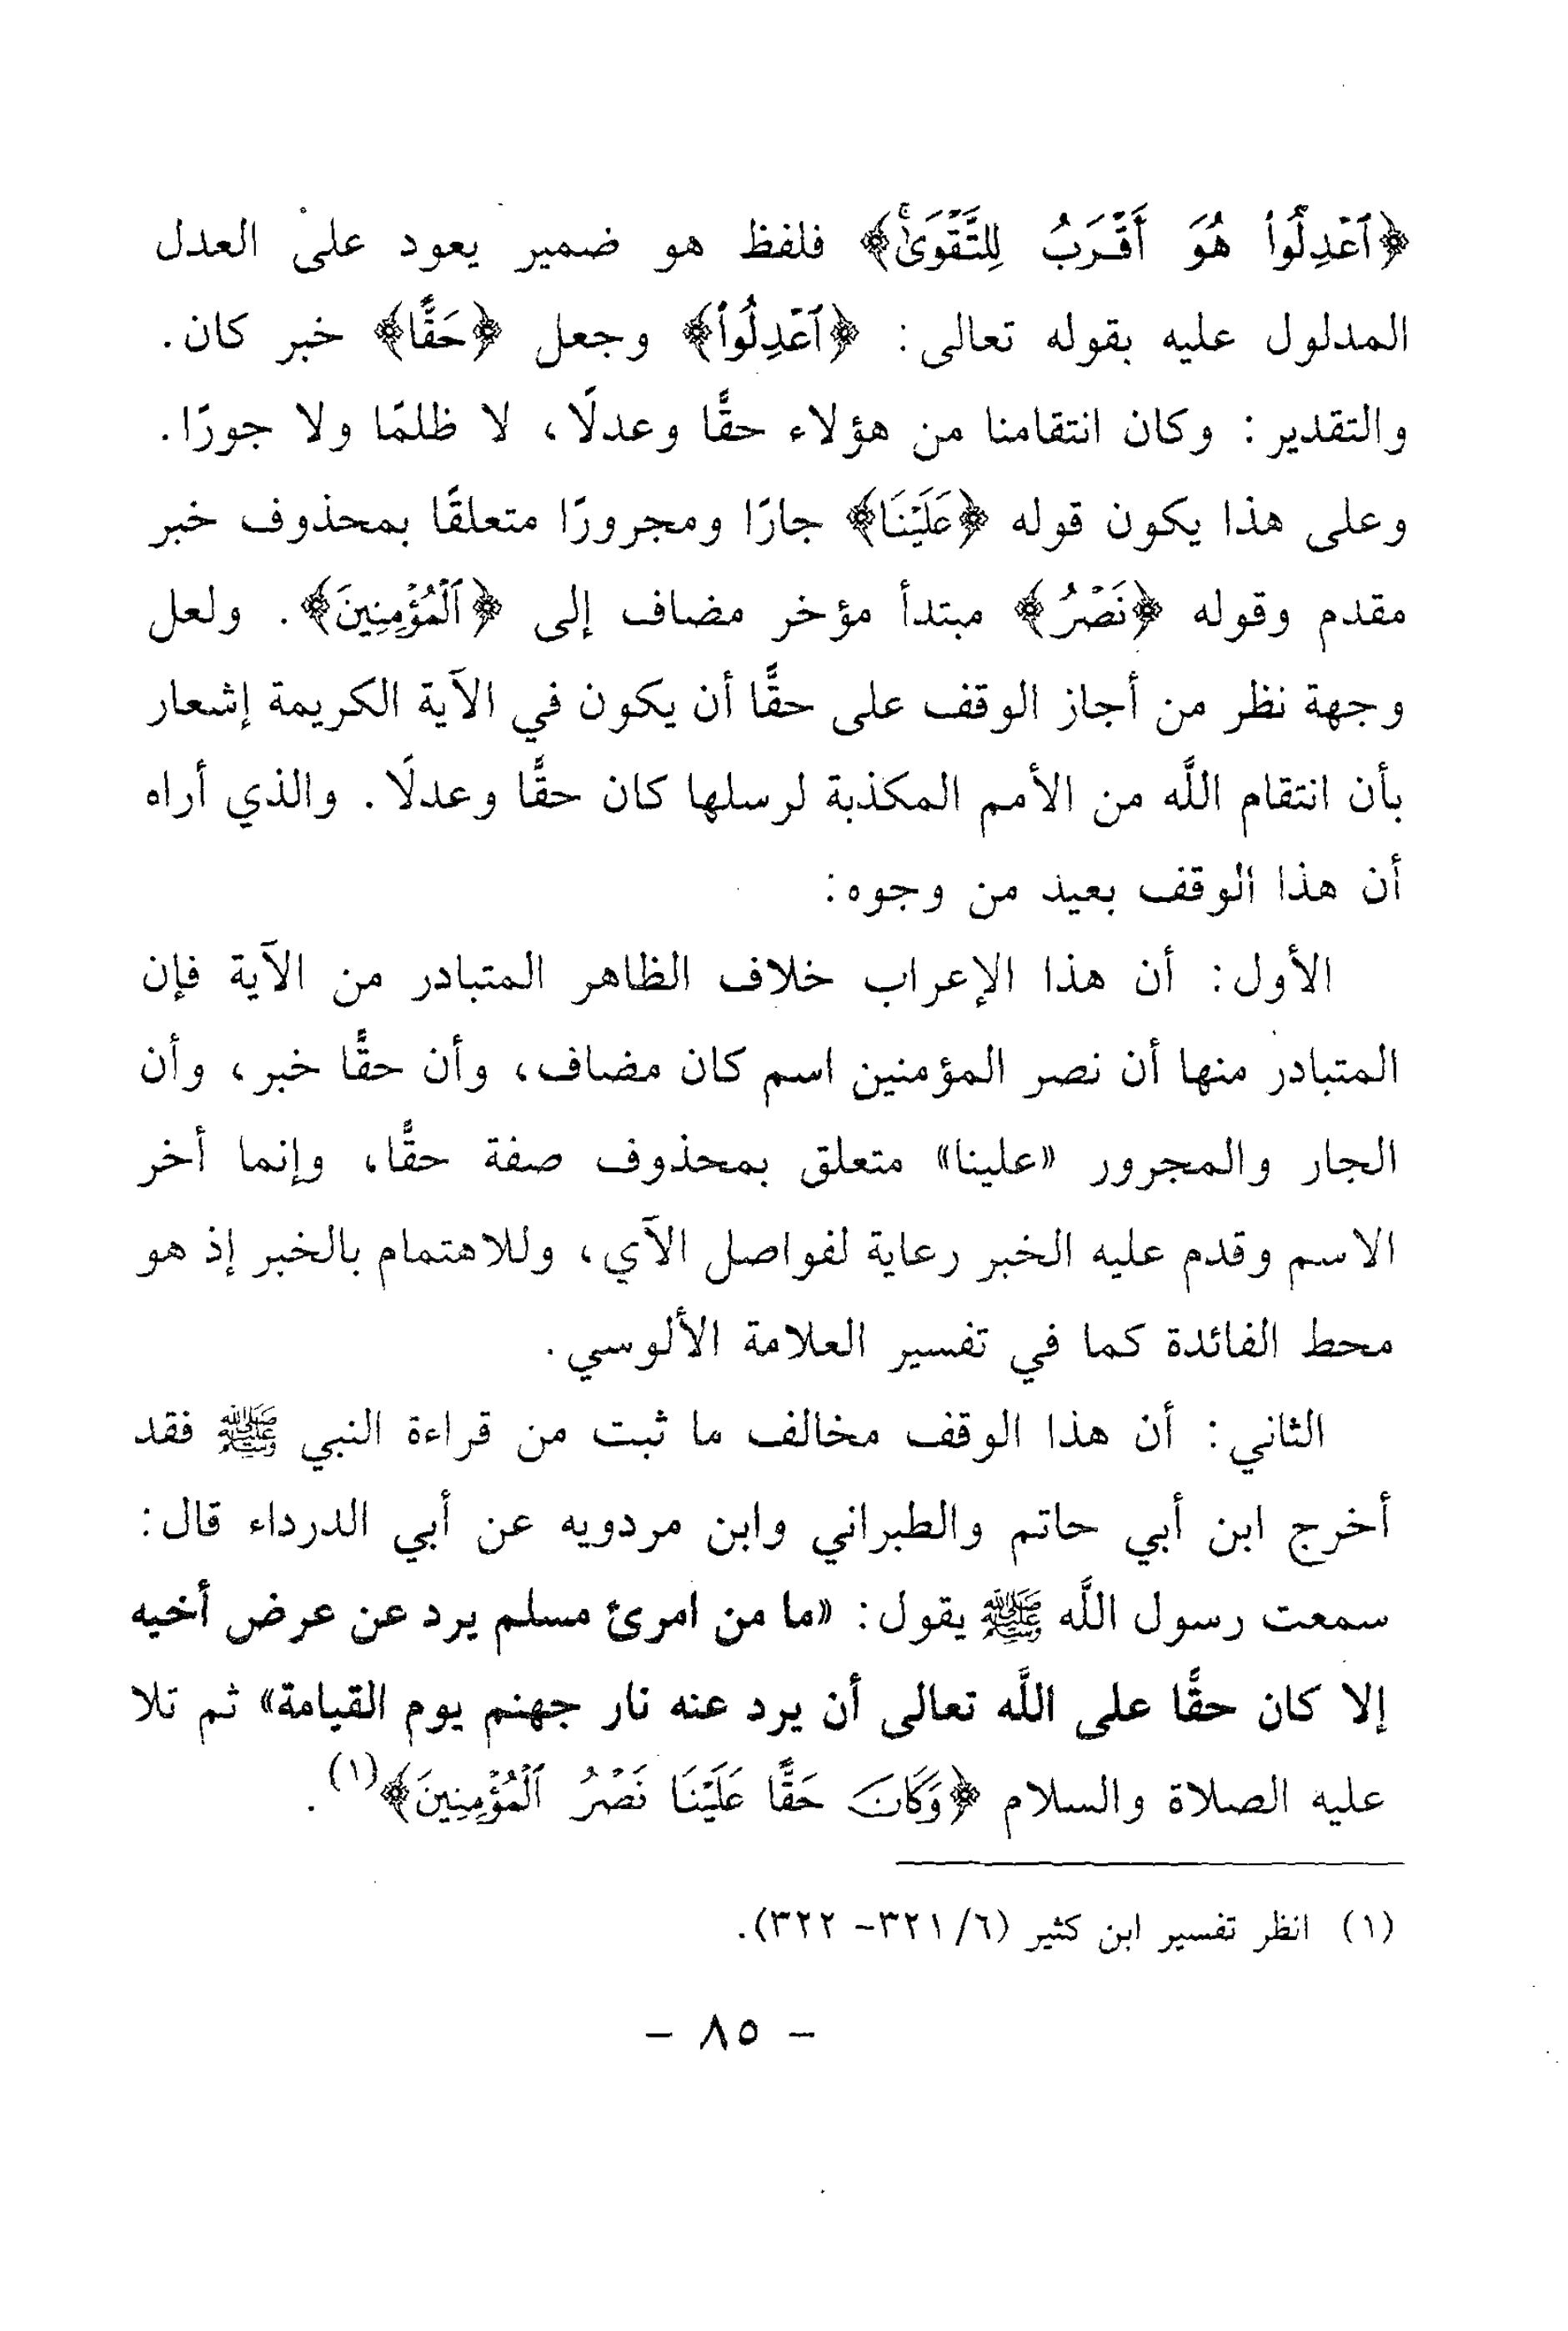 ﴿ٱعْدِلُوا۟ هُوَ أَقْرَبُ لِلتَّقْوَىٰۖ﴾ فلفظ هو ضمير يعود على العدل
المدلول عليه بقوله تعالى: ﴿ٱعْدِلُوا۟﴾ وجعل ﴿حَقًّا﴾ خبر كان.
والتقدير: وكان انتقامنا من هؤلاء حقًّا وعدلًا، لا ظلمًا ولا جورًا.
وعلى هذا يكون قوله ﴿عَلَيْنَا﴾ جارًا ومجرورًا متعلقًا بمحذوف خبر
مقدم وقوله ﴿نَصْرُ﴾ مبتدأ مؤخر مضاف إلى ﴿ٱلْمُؤْمِنِينَ﴾. ولعل
وجهة نظر من أجاز الوقف على حقًّا أن يكون في الآية الكريمة إشعار
بأن انتقام اللَّه من الأمم المكذبة لرسلها كان حقًّا وعدلًا. والذي أراه
أن هذا الوقف بعيد من وجوه:
الأول: أن هذا الإعراب خلاف الظاهر المتبادر من الآية فإن
المتبادر منها أن نصر المؤمنين اسم كان مضاف، وأن حقًّا خبر، وأن
الجار والمجرور «علينا» متعلق بمحذوف صفة حقًّا، وإنما أخر
الاسم وقدم عليه الخبر رعاية لفواصل الآي، وللاهتمام بالخبر إذ هو
محط الفائدة كما في تفسير العلامة الألوسي.
الثاني: أن هذا الوقف مخالف ما ثبت من قراءة النبي ﷺ فقد
أخرج ابن أبي حاتم والطبراني وابن مردويه عن أبي الدرداء قال:
سمعت رسول اللَّه ﷺ يقول: «ما من امرئ مسلم يرد عن عرض أخيه
إلا كان حقًّا على اللَّه تعالى أن يرد عنه نار جهنم يوم القيامة» ثم تلا
عليه الصلاة والسلام ﴿وَكَانَ حَقًّا عَلَيْنَا نَصْرُ ٱلْمُؤْمِنِينَ﴾(١).
(١) انظر تفسير ابن كثير (٦/ ٣٢١- ٣٢٢).
- ٨٥ -